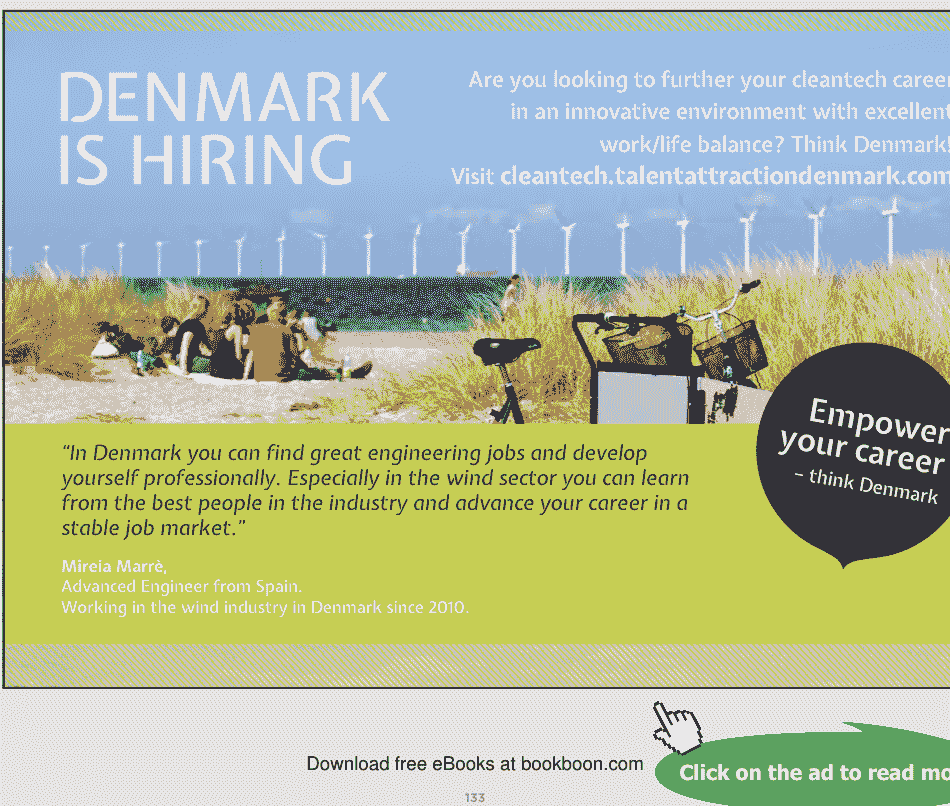 DENMARK
IS HIRING
Are you looking to further your cleantech career
in an innovative environment with excellent
work/life balance? Think Denmark!
Visit cleantech.talentattractiondenmark.com
Empower
your career
– think Denmark
“In Denmark you can find great engineering jobs and develop
yourself professionally. Especially in the wind sector you can learn
from the best people in the industry and advance your career in a
stable job market.”
Mireia Marrè,
Advanced Engineer from Spain.
Working in the wind industry in Denmark since 2010.
Download free eBooks at bookboon.com
Click on the ad to read mo
133